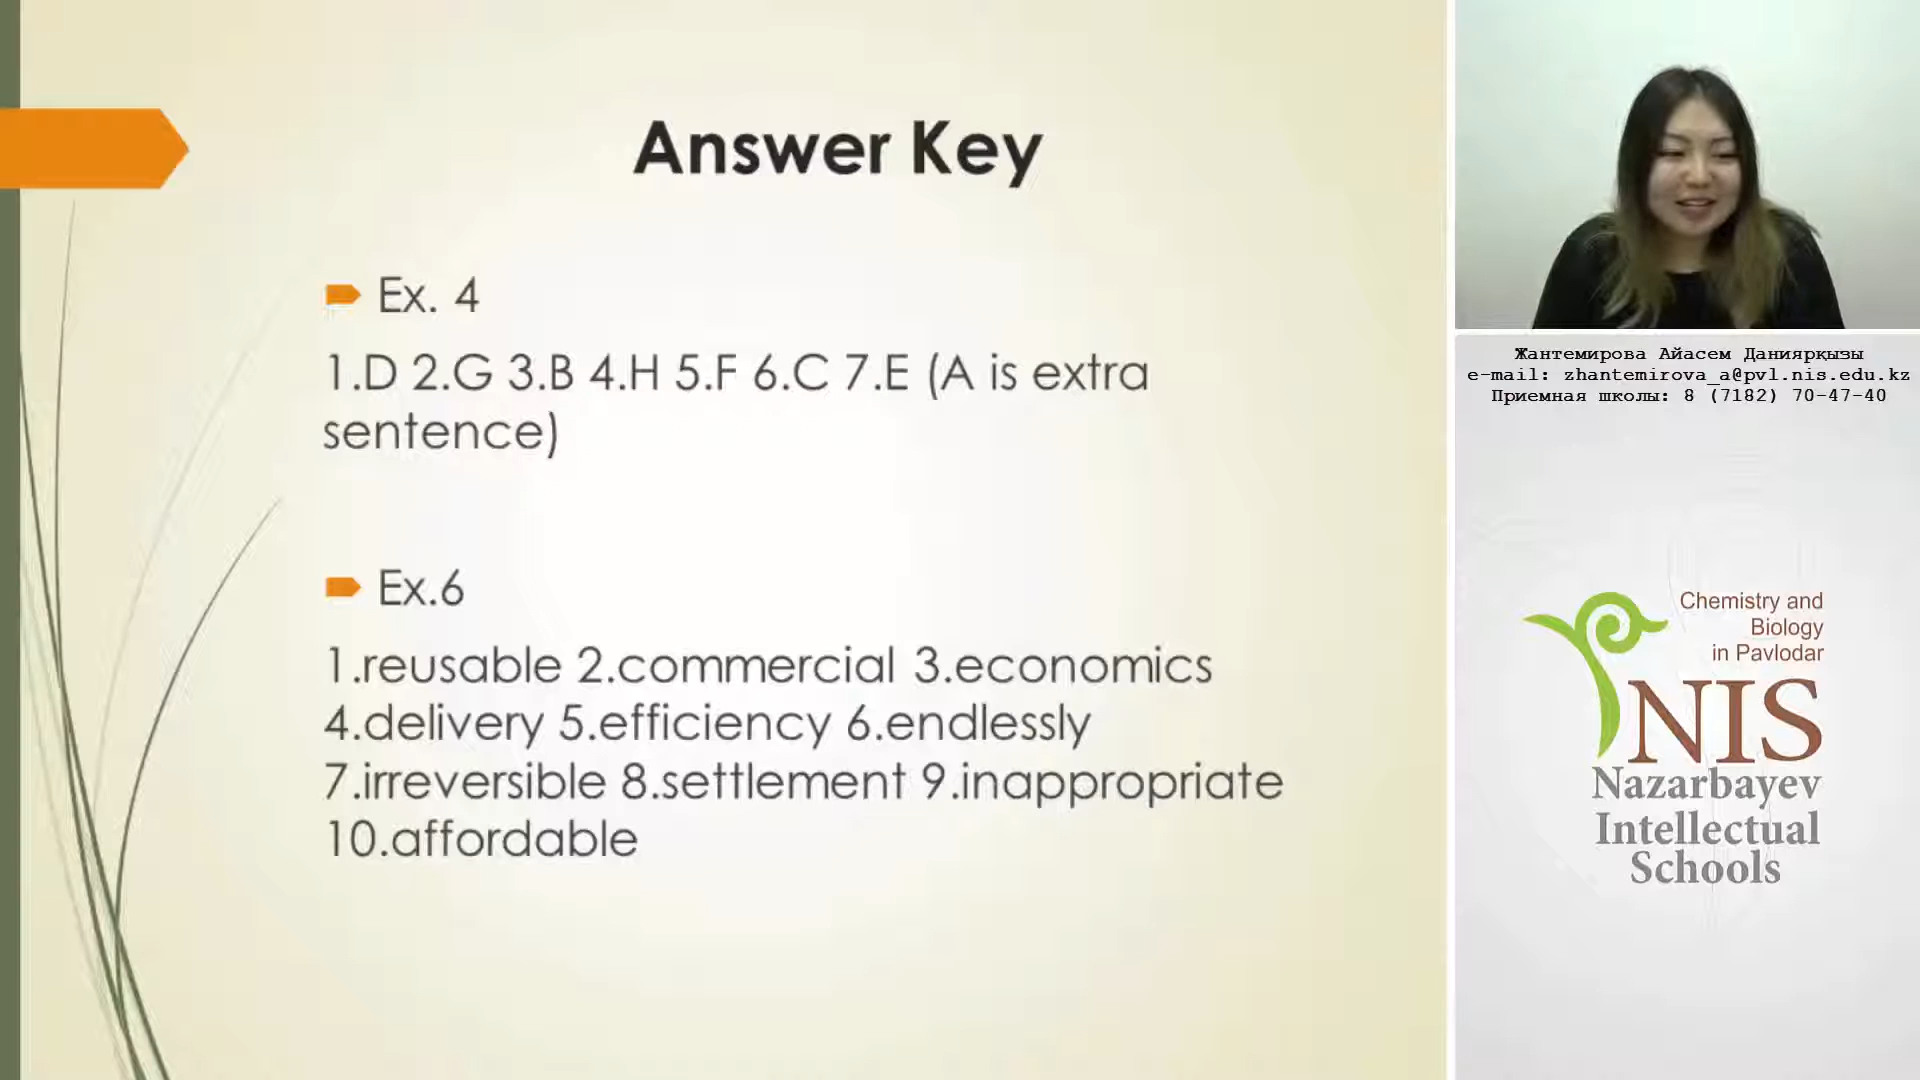 Answer Key
Ex. 4
1.D 2.G 3.B 4.H 5.F 6.C 7.E (A is extra
sentence)
Ex.6
1.reusable 2.commercial 3.economics
4.delivery 5.efficiency 6.endlessly
7.irreversible 8.settlement 9.inappropriate
10.affordable
Жантемирова Айасем Даниярқызы
e-mail: zhantemirova_a@pvl.nis.edu.kz
Приемная школы: 8 (7182) 70-47-40
Chemistry and
Biology
in Pavlodar
NIS
Nazarbayev
Intellectual
Schools